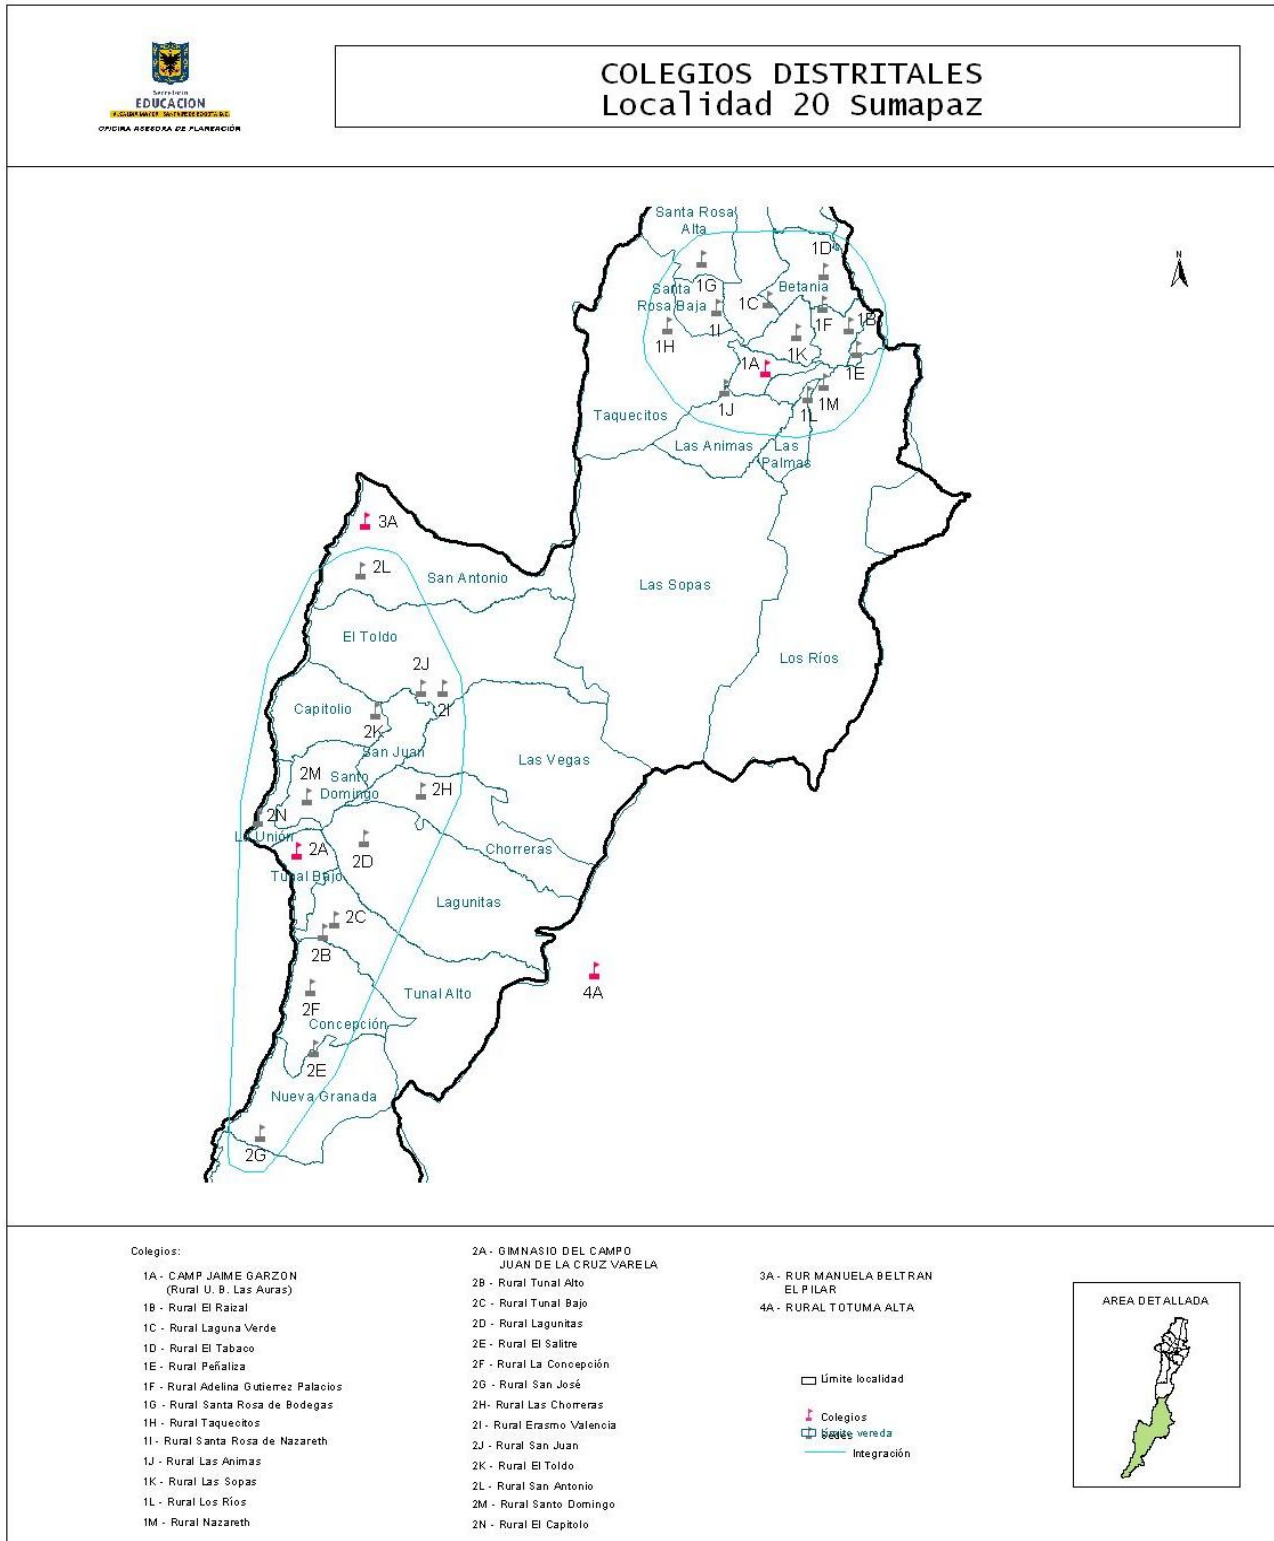 Secretaría
EDUCACION
OFICINA ASESORA DE PLANEACIÓN
COLEGIOS DISTRITALES
Localidad 20 Sumapaz
N
Santa Rosa
Alta
1D
1G
Santa
Rosa Baja
1C
Betania
1I
1F
1B
1H
1K
1A
1E
1J
1M
1L
Taquecitos
Las Animas
Las
Palmas
3A
2L
San Antonio
Las Sopas
El Toldo
Los Ríos
2J
2I
Capitolio
2K
San Juan
Las Vegas
2M
Santo
Domingo
2H
2N
La Unión
2A
2D
Chorreras
Tunal Bajo
Lagunitas
2C
2B
4A
Tunal Alto
2F
Concepción
2E
Nueva Granada
2G
Colegios:
1A - CAMP JAIME GARZON
(Rural U. B. Las Auras)
1B - Rural El Raizal
1C - Rural Laguna Verde
1D - Rural El Tabaco
1E - Rural Peñaliza
1F - Rural Adelina Gutierrez Palacios
1G - Rural Santa Rosa de Bodegas
1H - Rural Taquecitos
1I - Rural Santa Rosa de Nazareth
1J - Rural Las Animas
1K - Rural Las Sopas
1L - Rural Los Ríos
1M - Rural Nazareth
2A - GIMNASIO DEL CAMPO
JUAN DE LA CRUZ VARELA
2B - Rural Tunal Alto
2C - Rural Tunal Bajo
2D - Rural Lagunitas
2E - Rural El Salitre
2F - Rural La Concepción
2G - Rural San José
2H- Rural Las Chorreras
2I - Rural Erasmo Valencia
2J - Rural San Juan
2K - Rural El Toldo
2L - Rural San Antonio
2M - Rural Santo Domingo
2N - Rural El Capitolo
3A - RUR MANUELA BELTRAN
EL PILAR
4A - RURAL TOTUMA ALTA
Límite localidad
Colegios
Sedes
Límite vereda
Integración
AREA DETALLADA